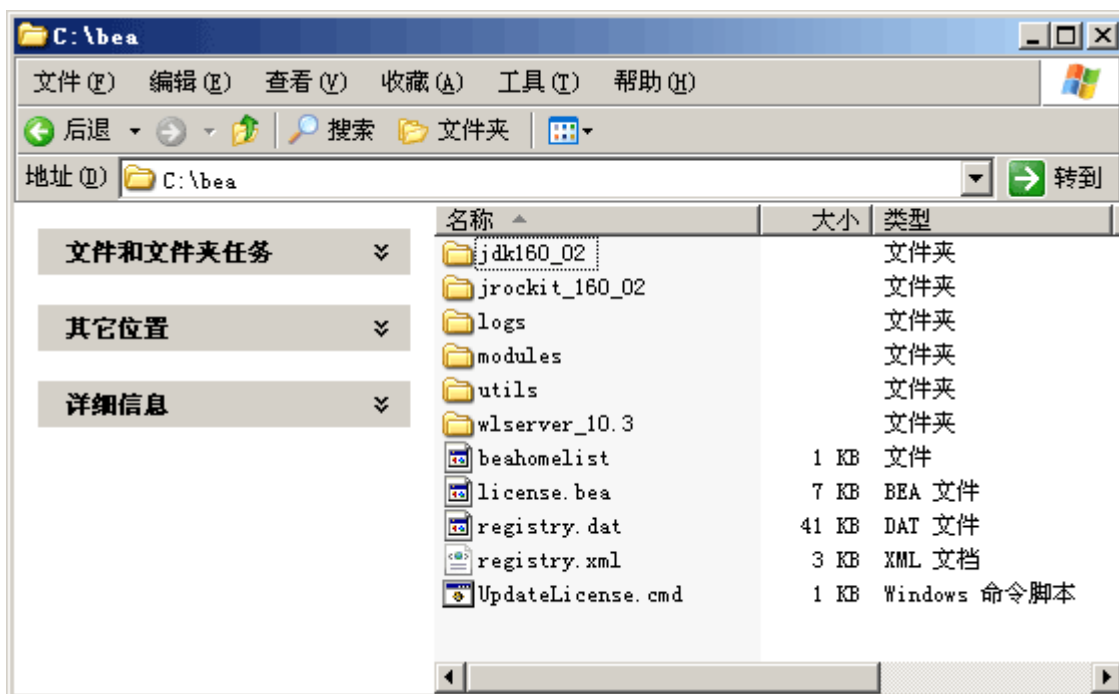 C:\bea
文件(F) 编辑(E) 查看(V) 收藏(A) 工具(T) 帮助(H)
后退 搜索 文件夹
地址(D) C:\bea 转到
文件和文件夹任务
其它位置
详细信息
名称 大小 类型
jdk160_02 文件夹
jrockit_160_02 文件夹
logs 文件夹
modules 文件夹
utils 文件夹
wlserver_10.3 文件夹
beahomelist 1 KB 文件
license.bea 7 KB BEA 文件
registry.dat 41 KB DAT 文件
registry.xml 3 KB XML 文档
UpdateLicense.cmd 1 KB Windows 命令脚本